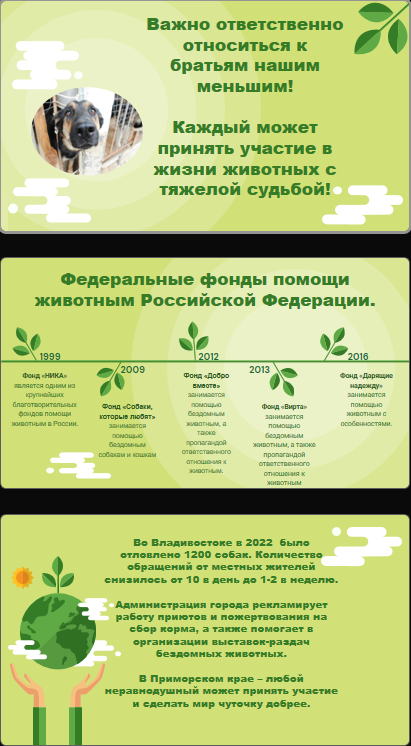 Важно ответственно
относиться к
братьям нашим
меньшим!
Каждый может
принять участие в
жизни животных с
тяжелой судьбой!
Федеральные фонды помощи
животным Российской Федерации.
1999
Фонд «НИКА»
является одним из
крупнейших
благотворительных
фондов помощи
животным в России.
2009
Фонд «Собаки,
которые любят»
занимается
помощью
бездомным
собакам и кошкам
2012
Фонд «Добро
вместе»
занимается
помощью
бездомным
животным, а
также
пропагандой
ответственного
отношения к
животным.
2013
Фонд «Вирта»
занимается
помощью
бездомным
животным, а также
пропагандой
ответственного
отношения к
животным
2016
Фонд «Дарящие
надежду»
занимается
помощью
животным с
особенностями.
Во Владивостоке в 2022 было
отловлено 1200 собак. Количество
обращений от местных жителей
снизилось от 10 в день до 1-2 в неделю.
Администрация города рекламирует
работу приютов и пожертвования на
сбор корма, а также помогает в
организации выставок-раздач
бездомных животных.
В Приморском крае – любой
неравнодушный может принять участие
и сделать мир чуточку добрее.